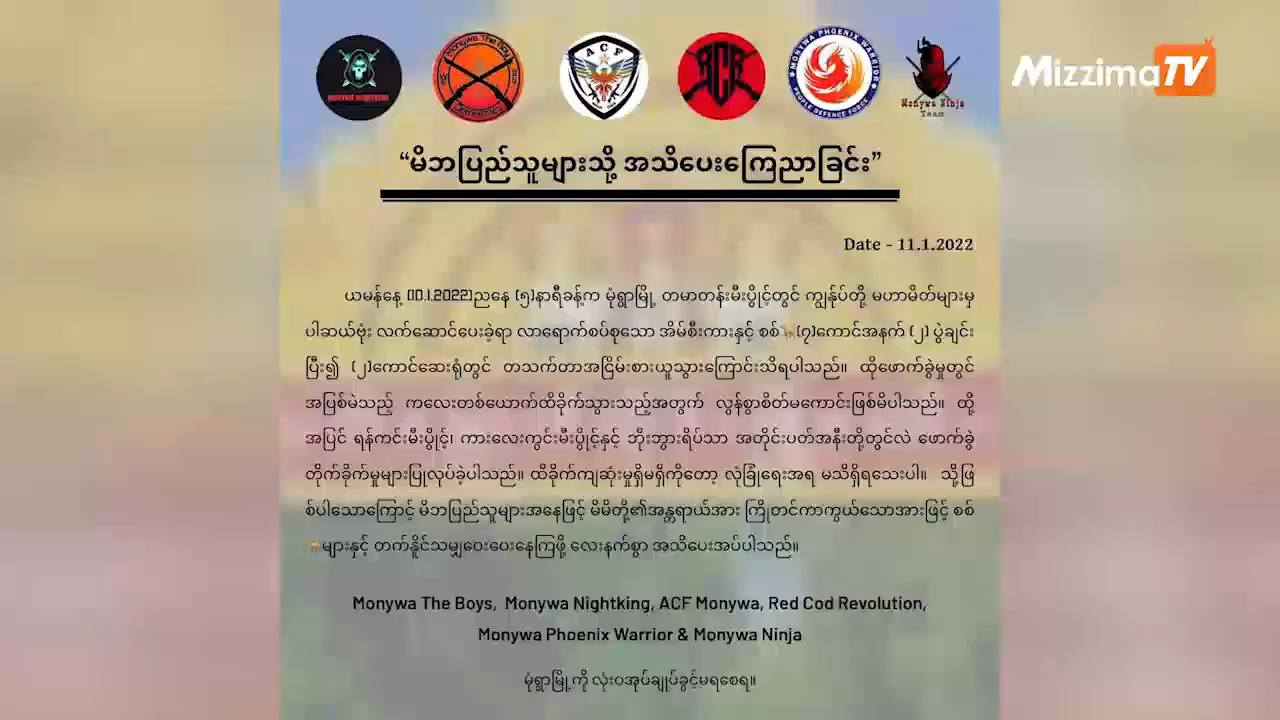 MizzimaTV
ACF
MONYWA PHOENIX WARRIOR
PEOPLE DEFENCE FORCE
Monywa Ninja
Team
“မိဘပြည်သူများသို့ အသိပေးကြေညာခြင်း”
Date - 11.1.2022
ယမန်နေ့ (10.1.2022)ညနေ (၅)နာရီခန့်က မုံရွာမြို့ တမာတန်းမီးပွိုင့်တွင် ကျွန်ုပ်တို့ မဟာမိတ်များမှ
ပါဆယ်ဗုံး လက်ဆောင်ပေးခဲ့ရာ လာရောက်စပ်စုသော အိမ်စီးကားနှင့် စစ်🐕(၇)ကောင်အနက် (၂) ပွဲချင်း
ပြီး၍ (၂)ကောင်ဆေးရုံတွင် တသက်တာအငြိမ်းစားယူသွားကြောင်းသိရပါသည်။ ထိုဖောက်ခွဲမှုတွင်
အပြစ်မဲသည့် ကလေးတစ်ယောက်ထိခိုက်သွားသည့်အတွက် လွန်စွာစိတ်မကောင်းဖြစ်မိပါသည်။ ထို့
အပြင် ရန်ကင်းမီးပွိုင့်၊ ကားလေးကွင်းမီးပွိုင့်နှင့် ဘိုးဘွားရိပ်သာ အတိုင်းပတ်အနီးတို့တွင်လဲ ဖောက်ခွဲ
တိုက်ခိုက်မှုများပြုလုပ်ခဲ့ပါသည်။ ထိခိုက်ကျဆုံးမှုရှိမရှိကိုတော့ လုံခြုံရေးအရ မသိရှိရသေးပါ။ သို့ဖြ
စ်ပါသောကြောင့် မိဘပြည်သူများအနေဖြင့် မိမိတို့၏အန္တရာယ်အား ကြိုတင်ကာကွယ်သောအားဖြင့် စစ်
🐕များနှင့် တက်နိူင်သမျှဝေးဝေးနေကြဖို့ လေးနက်စွာ အသိပေးအပ်ပါသည်။
Monywa The Boys, Monywa Nightking, ACF Monywa, Red Cod Revolution,
Monywa Phoenix Warrior & Monywa Ninja
မုံရွာမြို့ကို လုံးဝအုပ်ချုပ်ခွင့်မရစေရ။